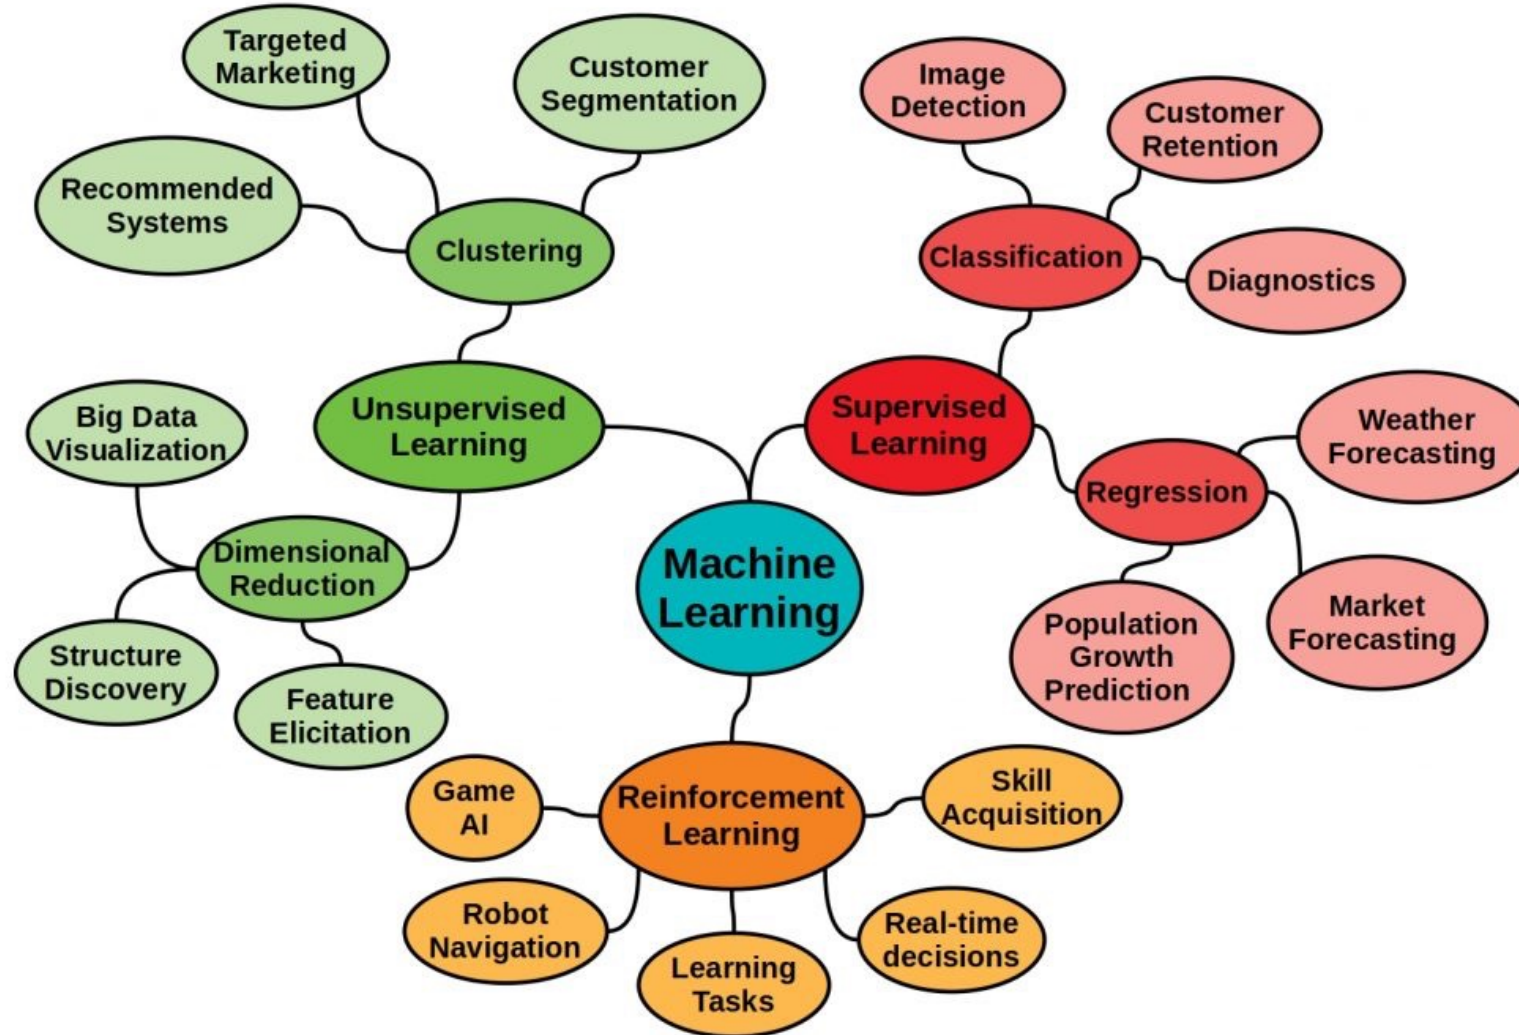 Targeted
Marketing
Customer
Segmentation
Recommended
Systems
Clustering
Image
Detection
Customer
Retention
Classification
Diagnostics
Unsupervised
Learning
Supervised
Learning
Big Data
Visualization
Weather
Forecasting
Regression
Dimensional
Reduction
Machine
Learning
Structure
Discovery
Feature
Elicitation
Population
Growth
Prediction
Market
Forecasting
Game
AI
Reinforcement
Learning
Skill
Acquisition
Robot
Navigation
Learning
Tasks
Real-time
decisions